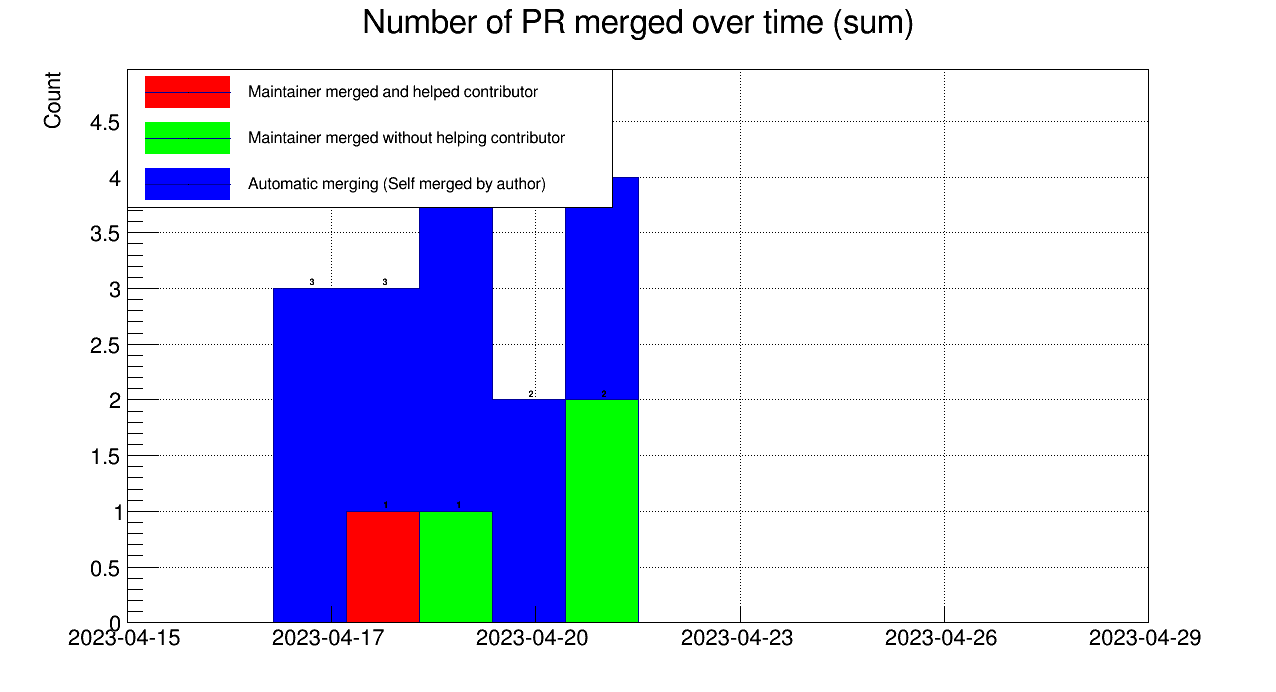 Number of PR merged over time (sum)
Count
Maintainer merged and helped contributor
Maintainer merged without helping contributor
Automatic merging (Self merged by author)
4.5
4
3.5
3
2.5
2
1.5
1
0.5
0
3 3
2 2
1 1
2023-04-15 2023-04-17 2023-04-20 2023-04-23 2023-04-26 2023-04-29